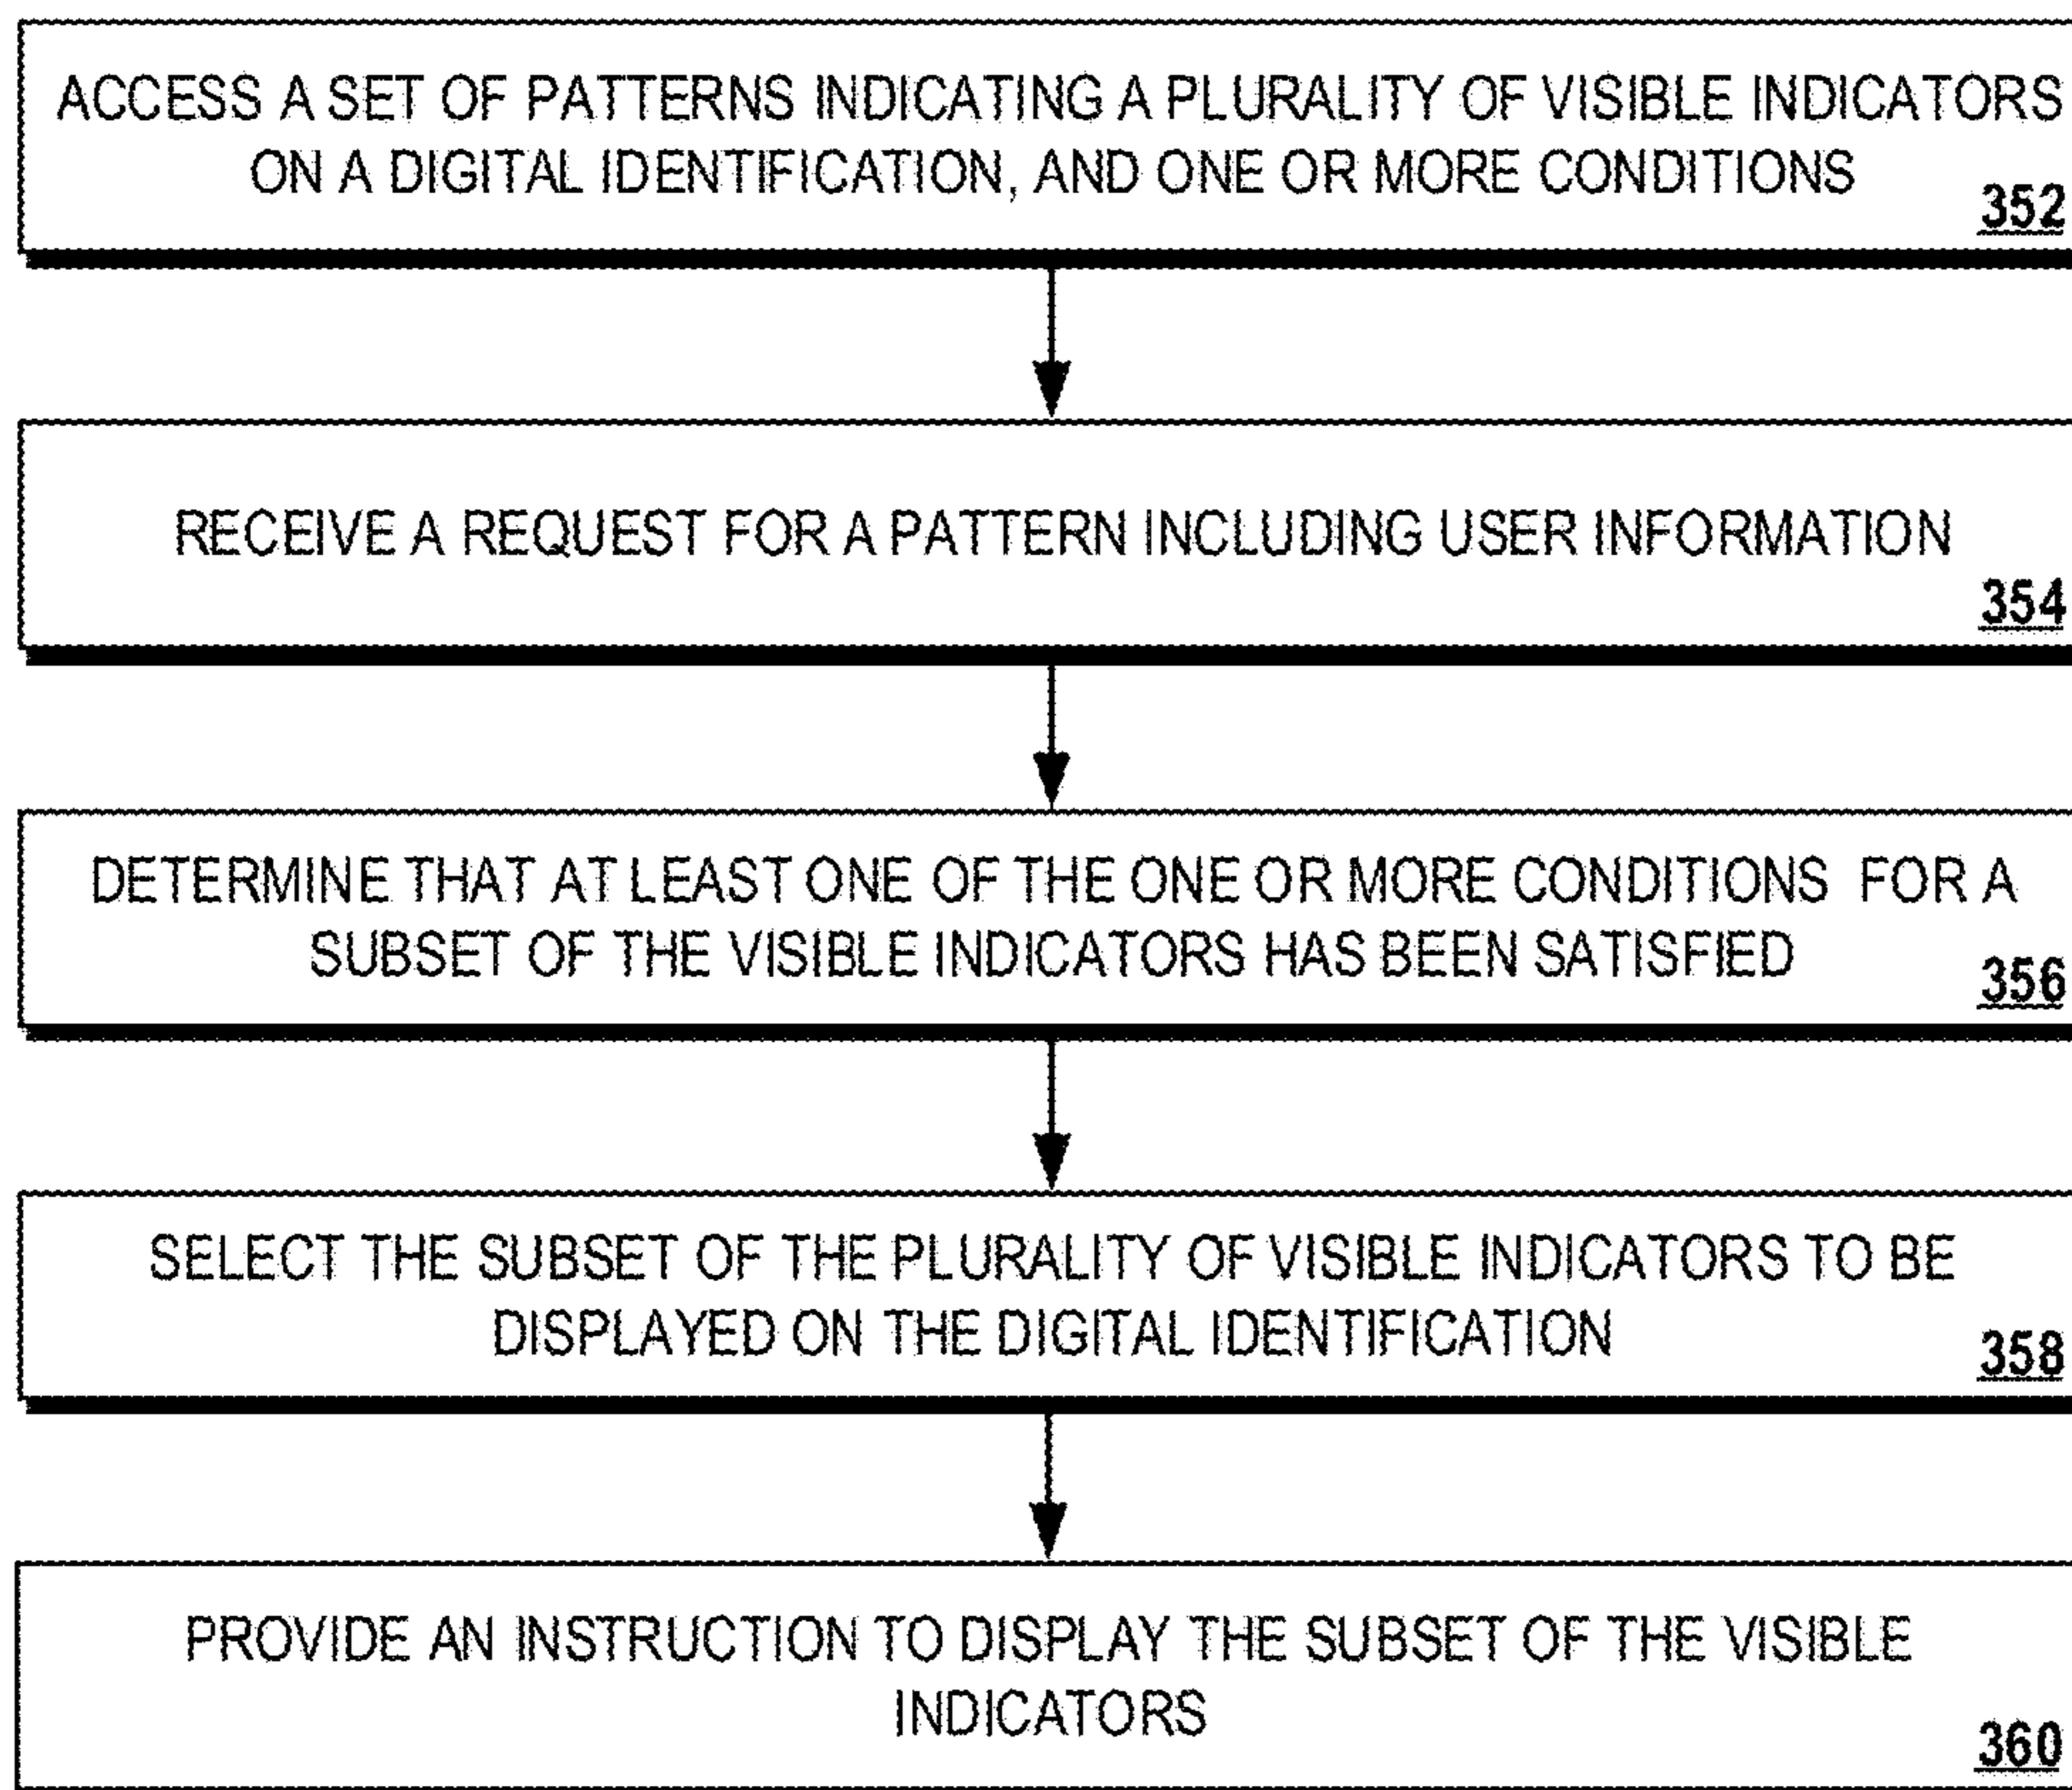 ACCESS A SET OF PATTERNS INDICATING A PLURALITY OF VISIBLE INDICATORS
ON A DIGITAL IDENTIFICATION, AND ONE OR MORE CONDITIONS
352
RECEIVE A REQUEST FOR A PATTERN INCLUDING USER INFORMATION
354
DETERMINE THAT AT LEAST ONE OF THE ONE OR MORE CONDITIONS FOR A
SUBSET OF THE VISIBLE INDICATORS HAS BEEN SATISFIED
356
SELECT THE SUBSET OF THE PLURALITY OF VISIBLE INDICATORS TO BE
DISPLAYED ON THE DIGITAL IDENTIFICATION
358
PROVIDE AN INSTRUCTION TO DISPLAY THE SUBSET OF THE VISIBLE
INDICATORS
360